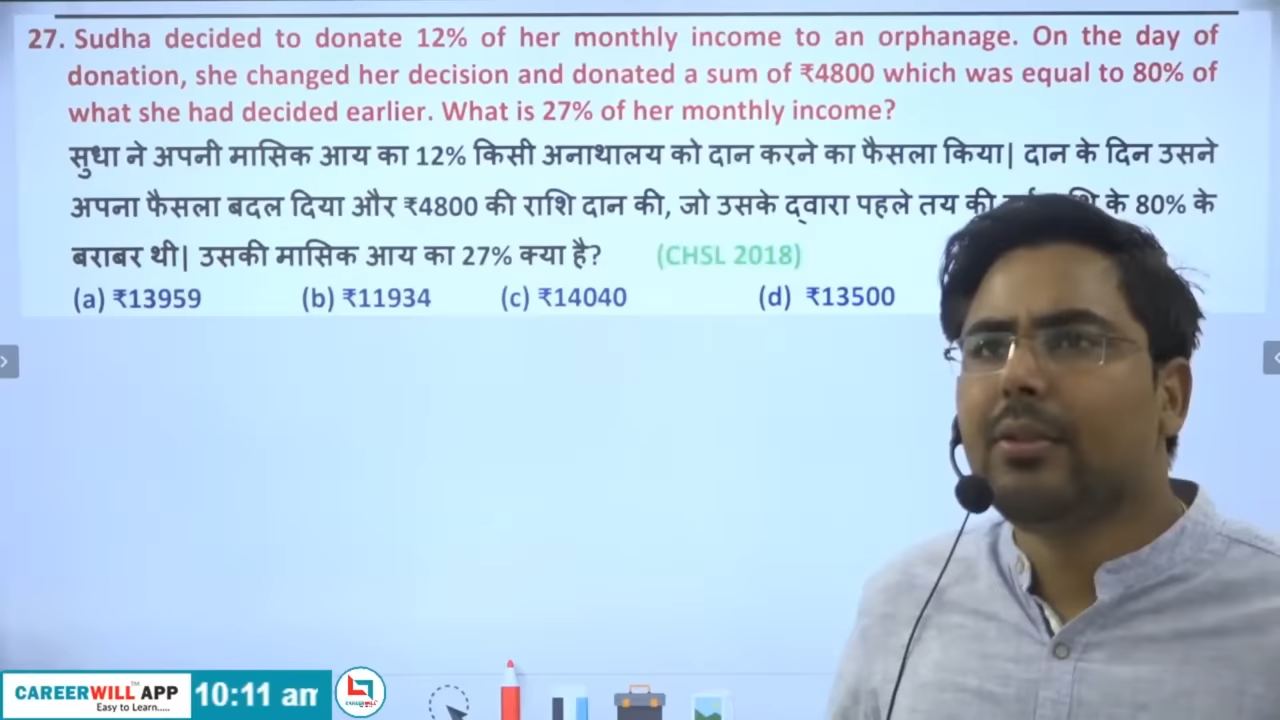 27. Sudha decided to donate 12% of her monthly income to an orphanage. On the day of
donation, she changed her decision and donated a sum of ₹4800 which was equal to 80% of
what she had decided earlier. What is 27% of her monthly income?
सुधा ने अपनी मासिक आय का 12% किसी अनाथालय को दान करने का फैसला किया| दान के दिन उसने
अपना फैसला बदल दिया और ₹4800 की राशि दान की, जो उसके द्वारा पहले तय की के 80% के
बराबर थी| उसकी मासिक आय का 27% क्या है? (CHSL 2018)
(a) ₹13959 (b) ₹11934 (c) ₹14040 (d) ₹13500
CAREERWILL APP
Easy to Learn.....
10:11 am
CAREERWILL